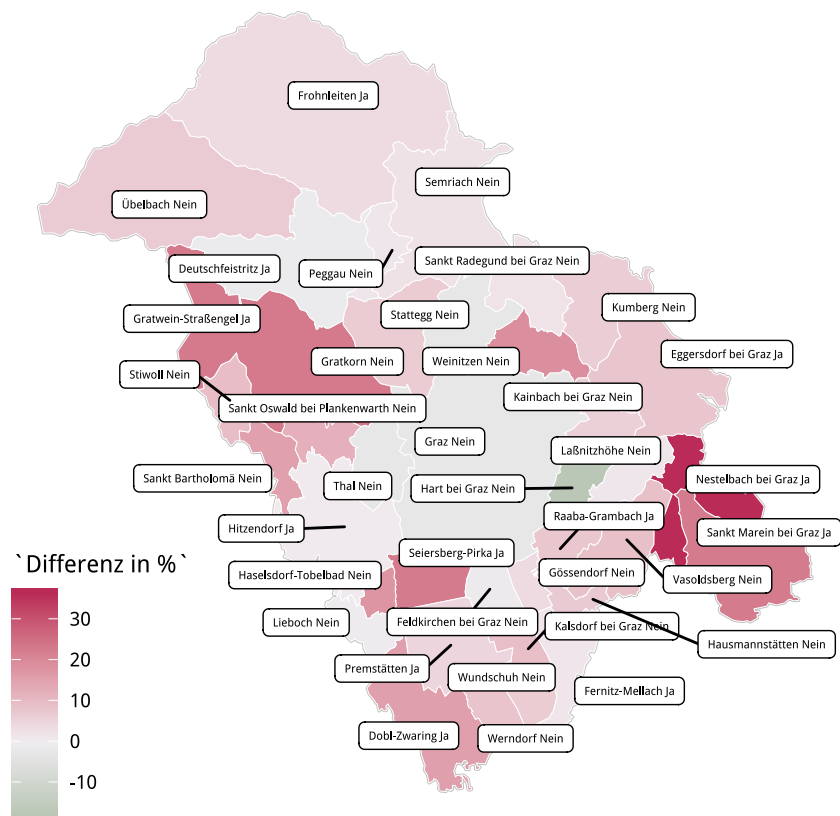 Frohnleiten Ja
Semriach Nein
Übelbach Nein
Sankt Radegund bei Graz Nein
Deutschfeistritz Ja
Peggau Nein
Kumberg Nein
Stattegg Nein
Gratwein-Straßengel Ja
Eggersdorf bei Graz Ja
Gratkorn Nein
Weinitzen Nein
Stiwoll Nein
Kainbach bei Graz Nein
Sankt Oswald bei Plankenwarth Nein
Graz Nein
Laßnitzhöhe Nein
Sankt Bartholomä Nein
Thal Nein
Hart bei Graz Nein
Nestelbach bei Graz Ja
Raaba-Grambach Ja
Hitzendorf Ja
Sankt Marein bei Graz Ja
Seiersberg-Pirka Ja
`Differenz in %`
Haselsdorf-Tobelbad Nein
Gössendorf Nein
Vasoldsberg Nein
Lieboch Nein
Feldkirchen bei Graz Nein
Kalsdorf bei Graz Nein
Hausmannstätten Nein
Premstätten Ja
Wundschuh Nein
Fernitz-Mellach Ja
Dobl-Zwaring Ja
Werndorf Nein
30
20
10
0
-10